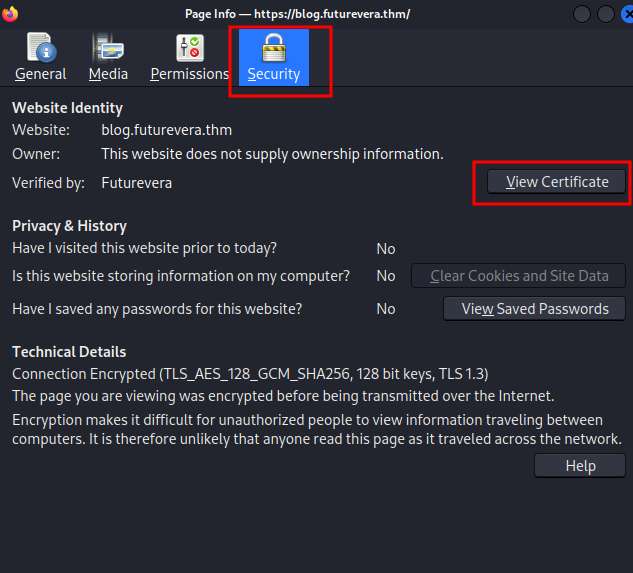 Page Info — https://blog.futurevera.thm/
General Media Permissions Security
Website Identity
Website: blog.futurevera.thm
Owner: This website does not supply ownership information.
Verified by: Futurevera View Certificate
Privacy & History
Have I visited this website prior to today? No
Is this website storing information on my computer? No Clear Cookies and Site Data
Have I saved any passwords for this website? No View Saved Passwords
Technical Details
Connection Encrypted (TLS_AES_128_GCM_SHA256, 128 bit keys, TLS 1.3)
The page you are viewing was encrypted before being transmitted over the Internet.
Encryption makes it difficult for unauthorized people to view information traveling between
computers. It is therefore unlikely that anyone read this page as it traveled across the network.
Help